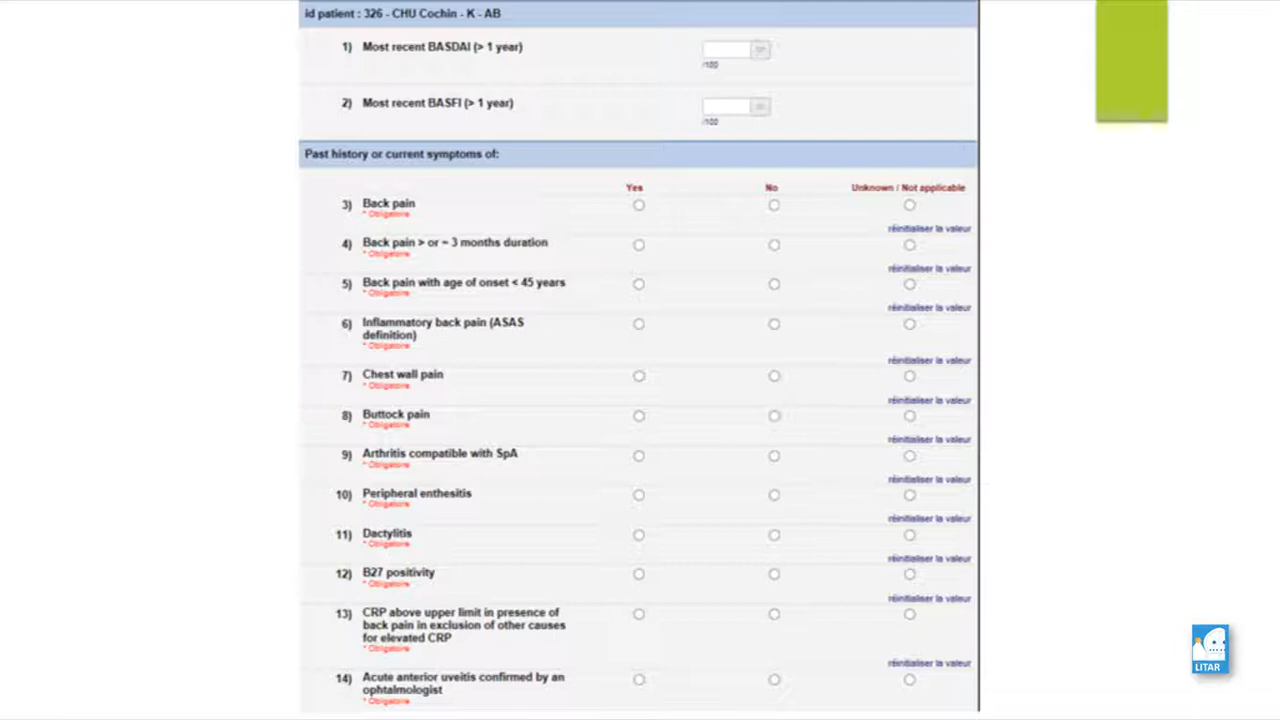 id patient : 326 - CHU Cochin - K - AB
1) Most recent BASDAI (> 1 year)
/100
2) Most recent BASFI (> 1 year)
/100
Past history or current symptoms of:
Yes No Unknown / Not applicable
3) Back pain
* Obligatoire
réinitialiser la valeur
4) Back pain > or = 3 months duration
* Obligatoire
réinitialiser la valeur
5) Back pain with age of onset < 45 years
* Obligatoire
réinitialiser la valeur
6) Inflammatory back pain (ASAS
definition)
* Obligatoire
réinitialiser la valeur
7) Chest wall pain
* Obligatoire
réinitialiser la valeur
8) Buttock pain
* Obligatoire
réinitialiser la valeur
9) Arthritis compatible with SpA
* Obligatoire
réinitialiser la valeur
10) Peripheral enthesitis
* Obligatoire
réinitialiser la valeur
11) Dactylitis
* Obligatoire
réinitialiser la valeur
12) B27 positivity
* Obligatoire
réinitialiser la valeur
13) CRP above upper limit in presence of
back pain in exclusion of other causes
for elevated CRP
* Obligatoire
réinitialiser la valeur
14) Acute anterior uveitis confirmed by an
ophtalmologist
* Obligatoire
LITAR